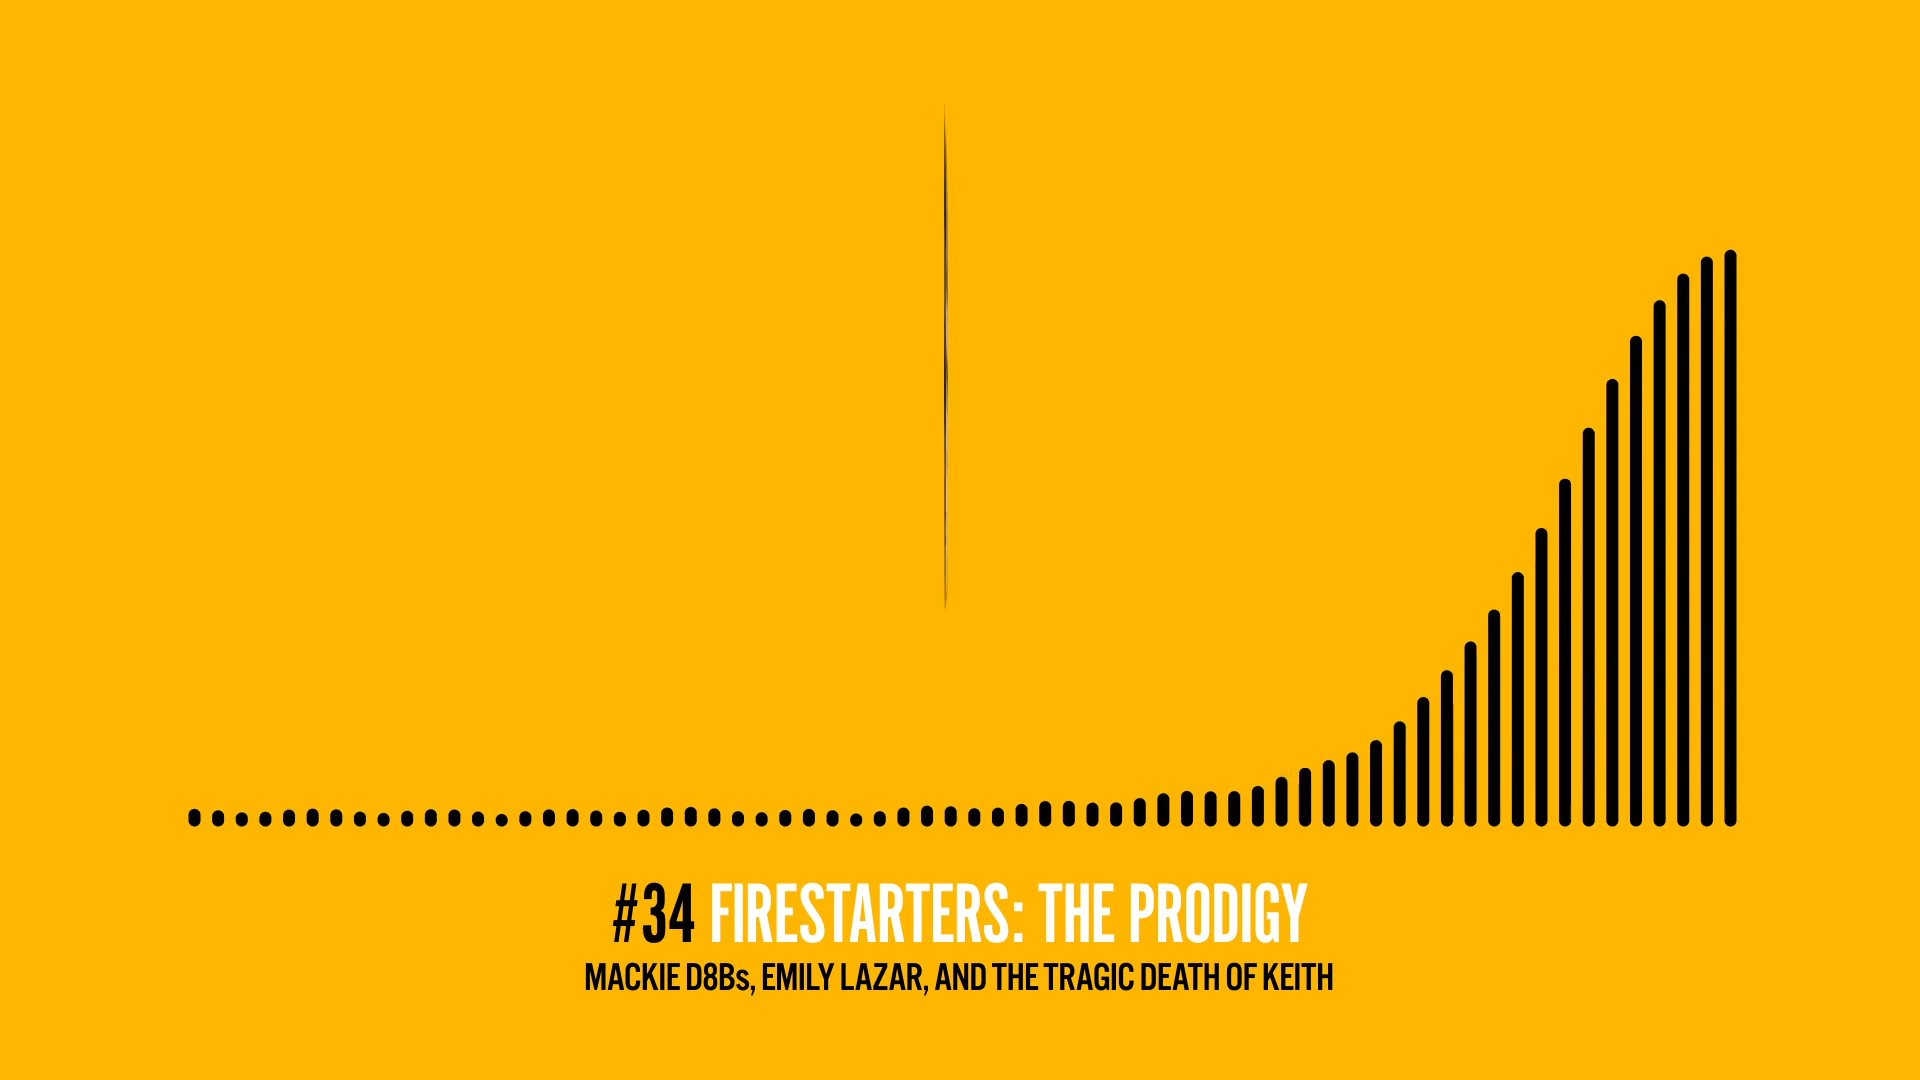 #34 FIRESTARTERS: THE PRODIGY
MACKIE D8Bs, EMILY LAZAR, AND THE TRAGIC DEATH OF KEITH